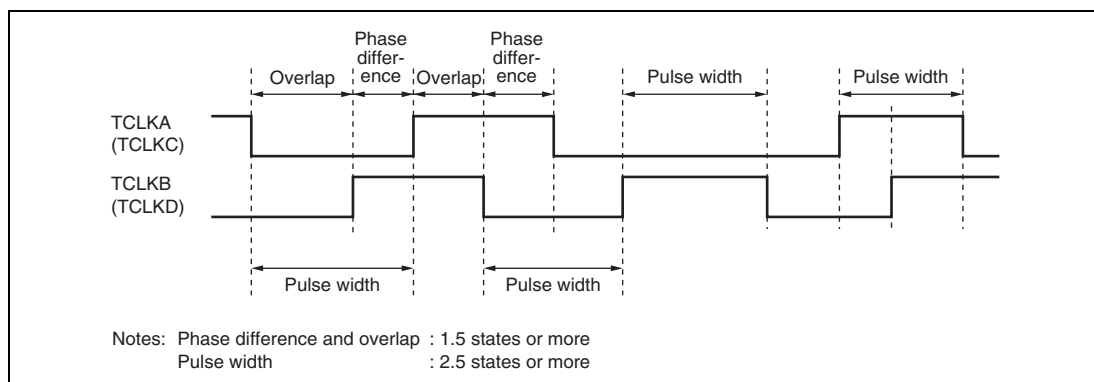 Phase
differ-
ence
Phase
differ-
ence
Overlap
Overlap
Pulse width
Pulse width
TCLKA
(TCLKC)
TCLKB
(TCLKD)
Pulse width
Pulse width
Notes: Phase difference and overlap : 1.5 states or more
Pulse width : 2.5 states or more